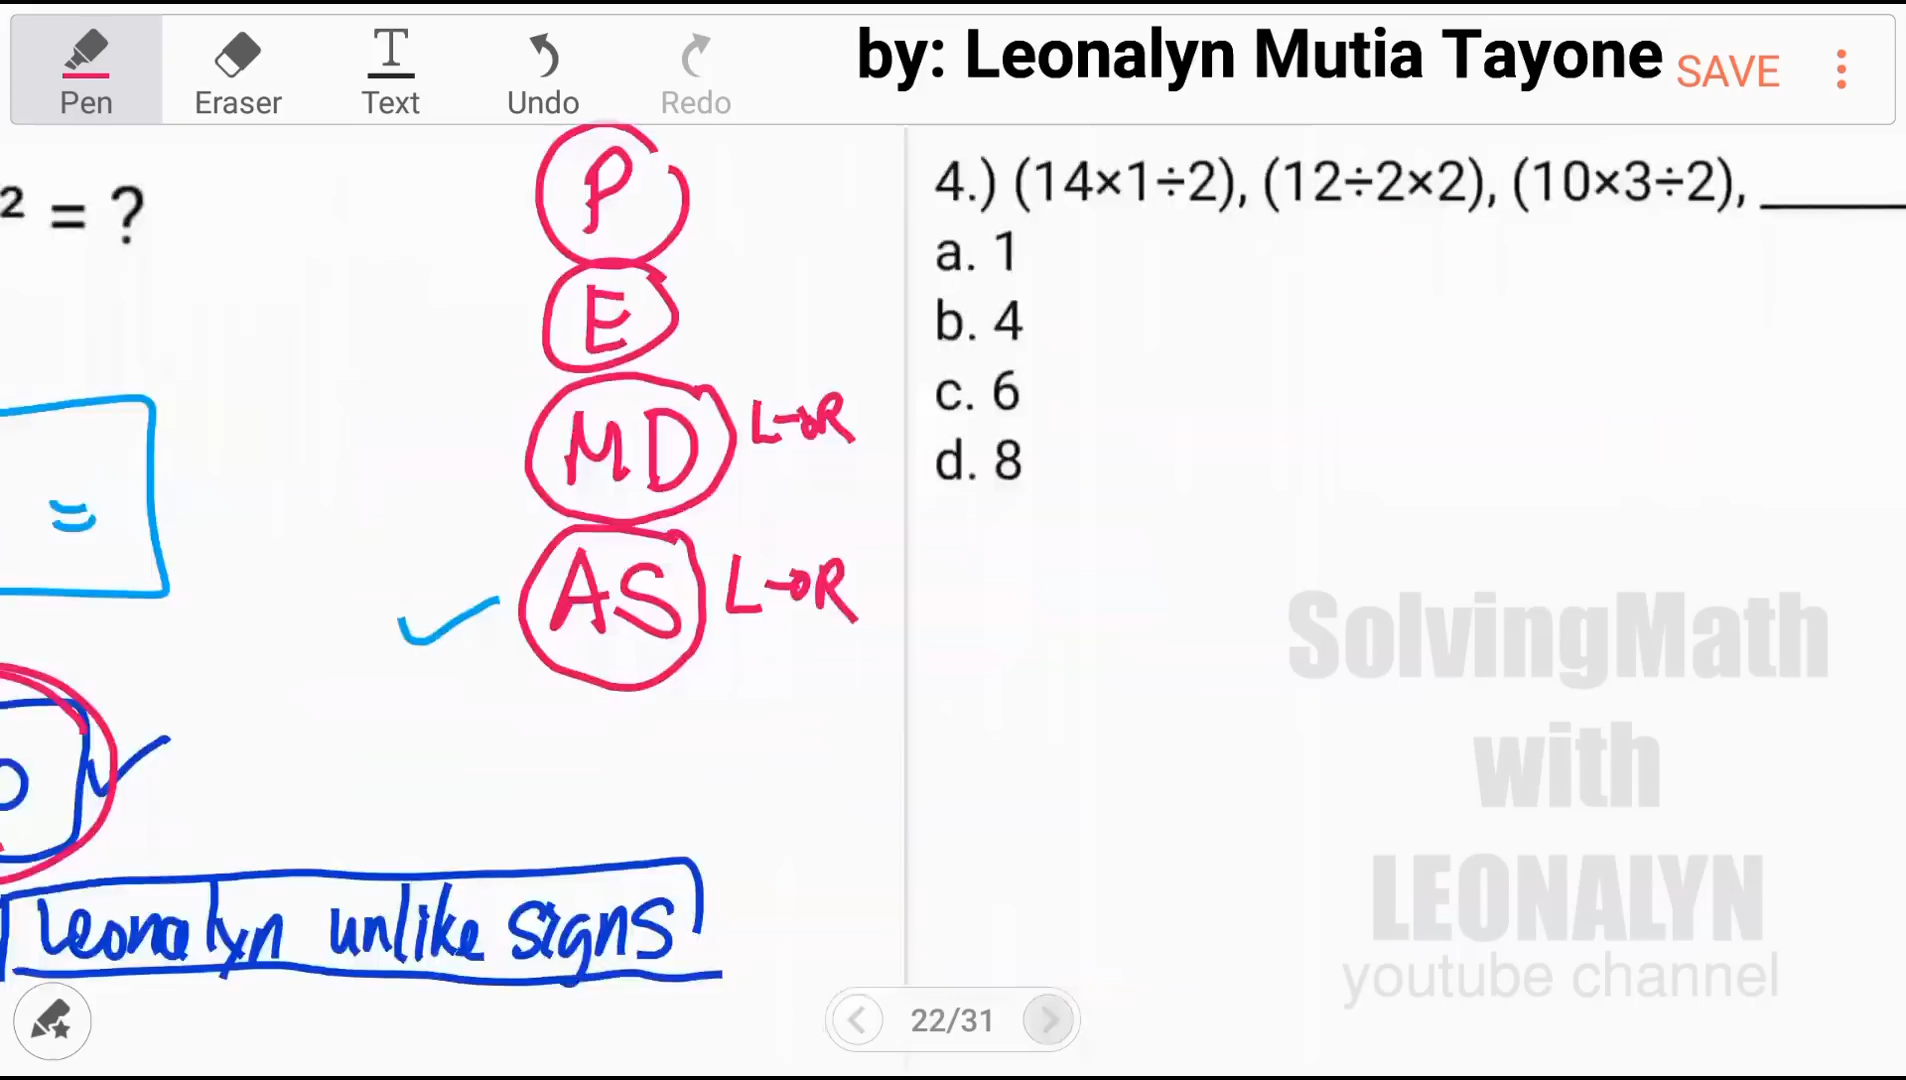 by: Leonalyn Mutia Tayone
SAVE
Pen
Eraser
Text
Undo
Redo
² = ?
=
P
E
MD L→R
AS L→R
Leonalyn unlike signs
4.) (14×1÷2), (12÷2×2), (10×3÷2), ______
a. 1
b. 4
c. 6
d. 8
SolvingMath
with
LEONALYN
youtube channel
22/31